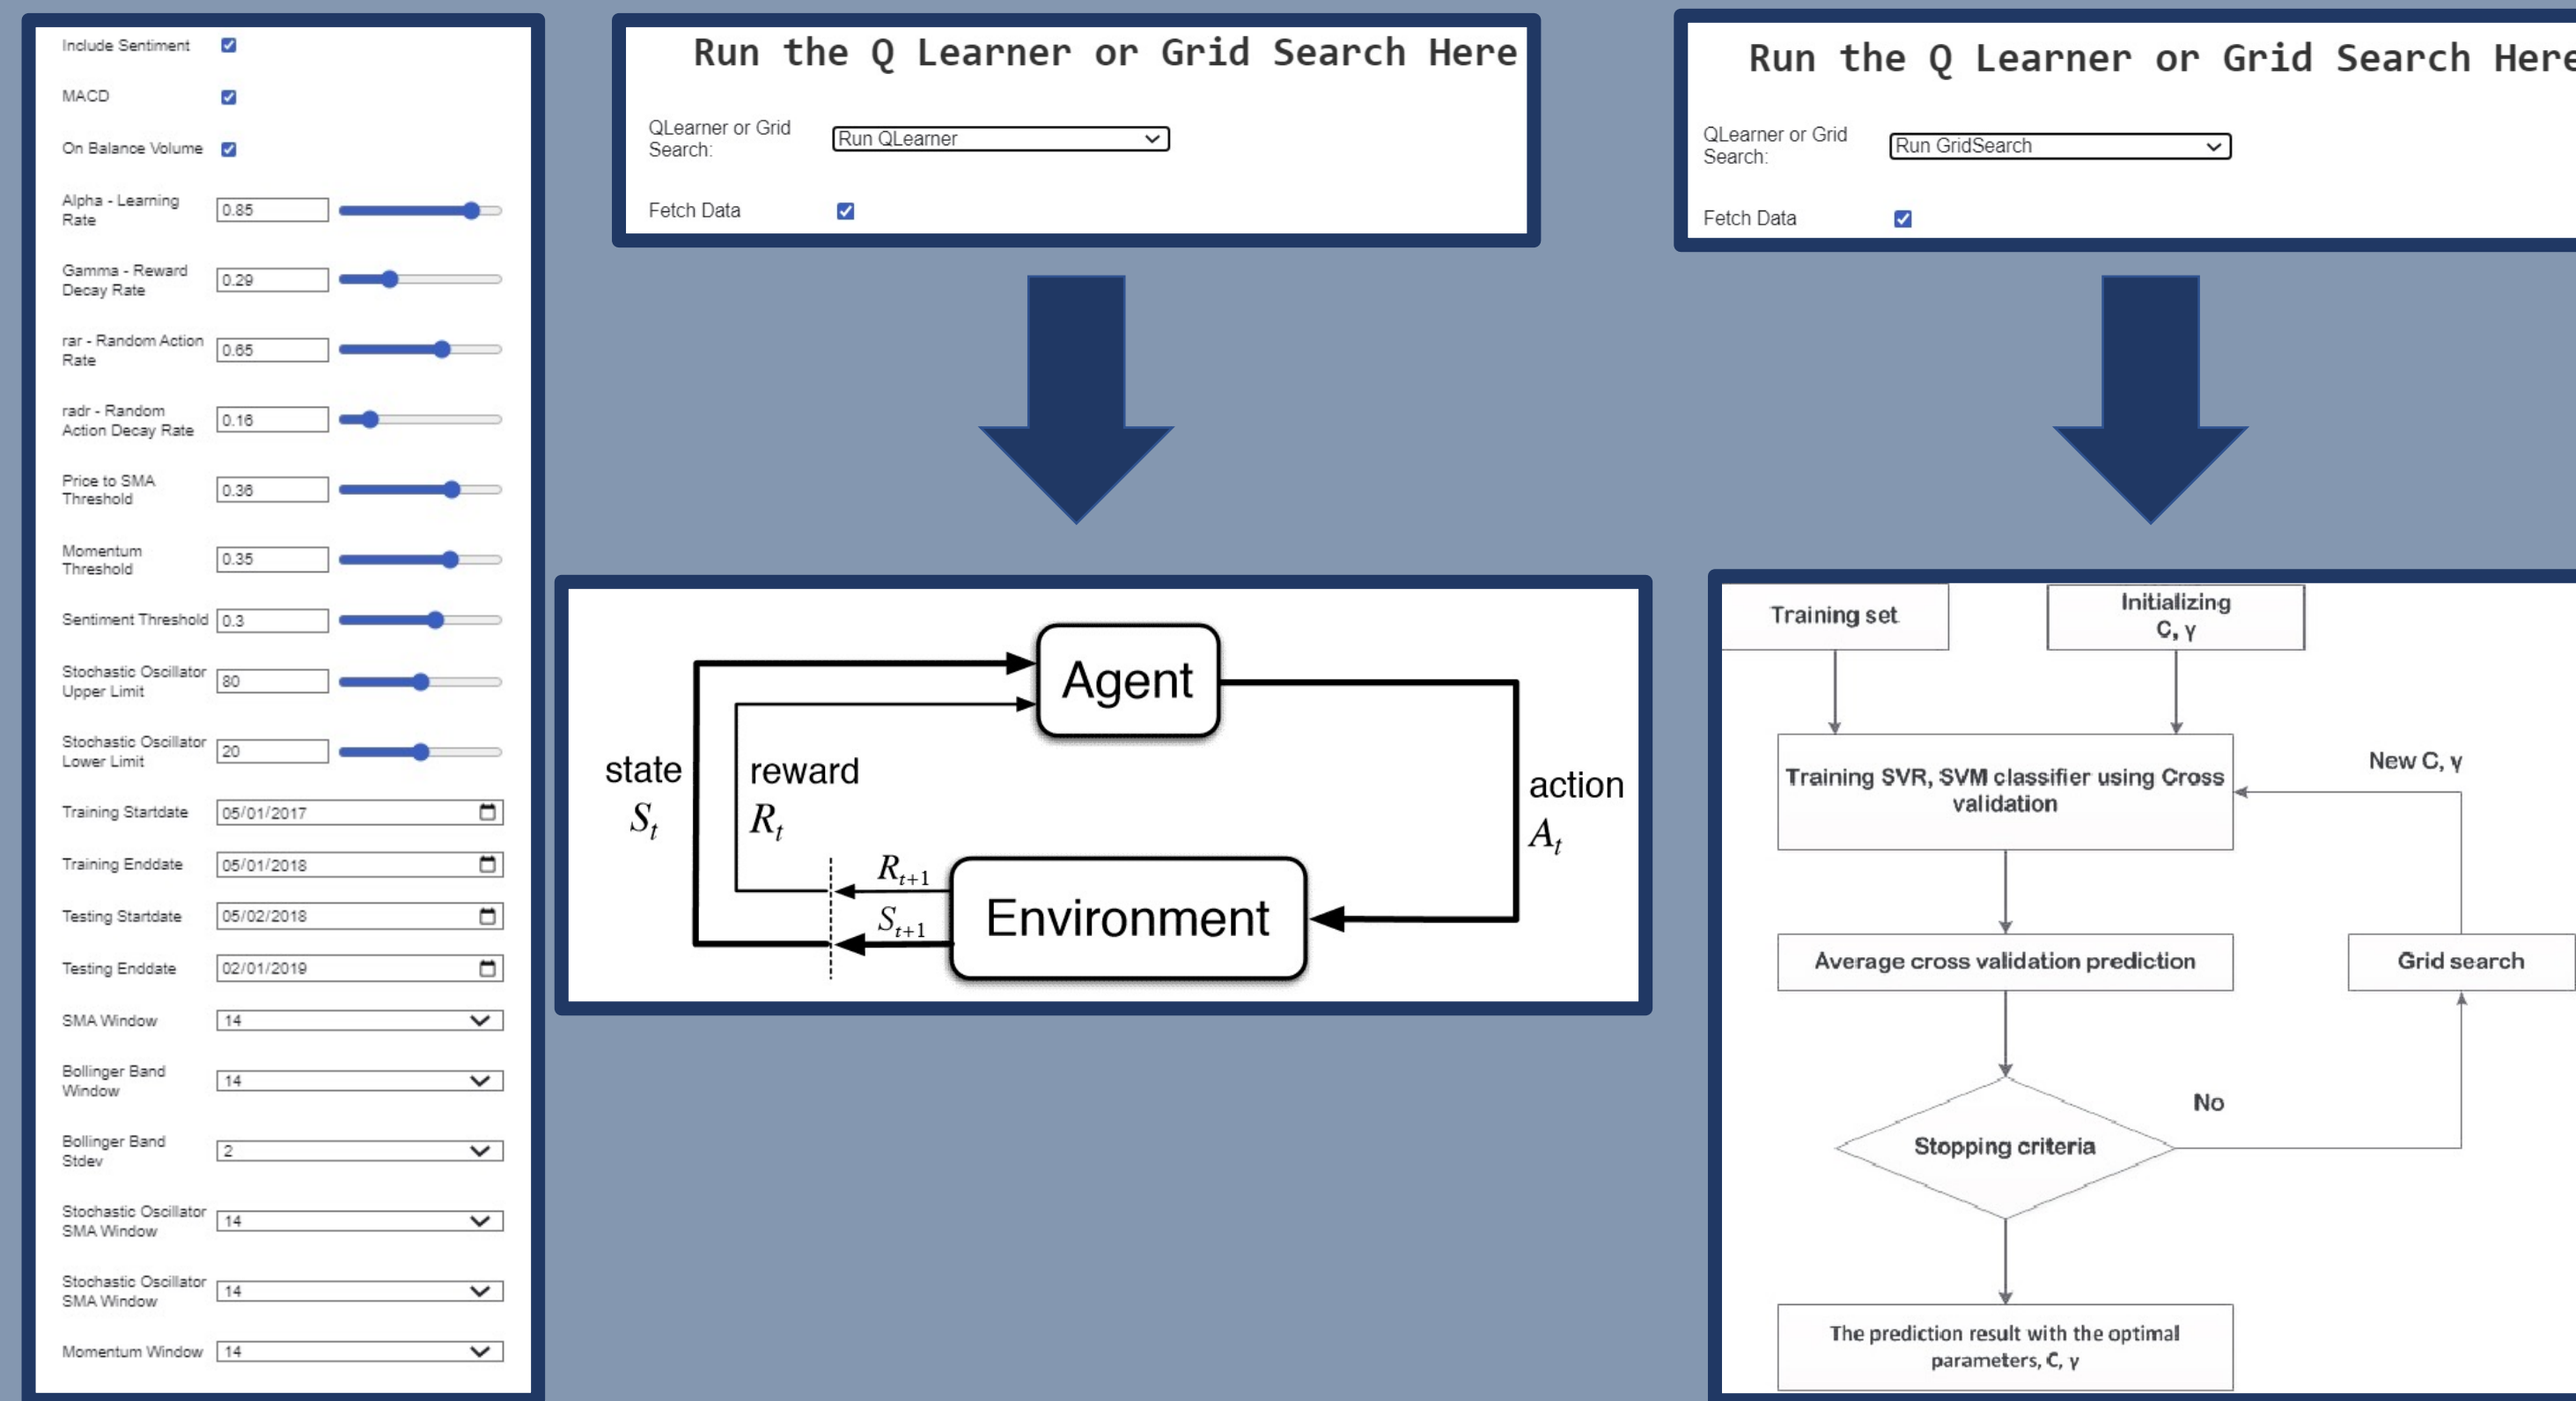 Include Sentiment
MACD
On Balance Volume
Alpha - Learning
Rate
0.85
Gamma - Reward
Decay Rate
0.29
rar - Random Action
Rate
0.65
radr - Random
Action Decay Rate
0.16
Price to SMA
Threshold
0.36
Momentum
Threshold
0.35
Sentiment Threshold 0.3
Stochastic Oscillator
Upper Limit
80
Stochastic Oscillator
Lower Limit
20
Training Startdate 05/01/2017
Training Enddate 05/01/2018
Testing Startdate 05/02/2018
Testing Enddate 02/01/2019
SMA Window 14
Bollinger Band
Window
14
Bollinger Band
Stdev
2
Stochastic Oscillator
SMA Window
14
Stochastic Oscillator
SMA Window
14
Momentum Window 14
Run the Q Learner or Grid Search Here
QLearner or Grid
Search:
Run QLearner
Fetch Data
Agent
state
S_t
reward
R_t
action
A_t
R_{t+1}
S_{t+1}
Environment
Run the Q Learner or Grid Search Here
QLearner or Grid
Search:
Run GridSearch
Fetch Data
Training set
Initializing
C, γ
Training SVR, SVM classifier using Cross
validation
New C, γ
Average cross validation prediction
Grid search
No
Stopping criteria
The prediction result with the optimal
parameters, C, γ